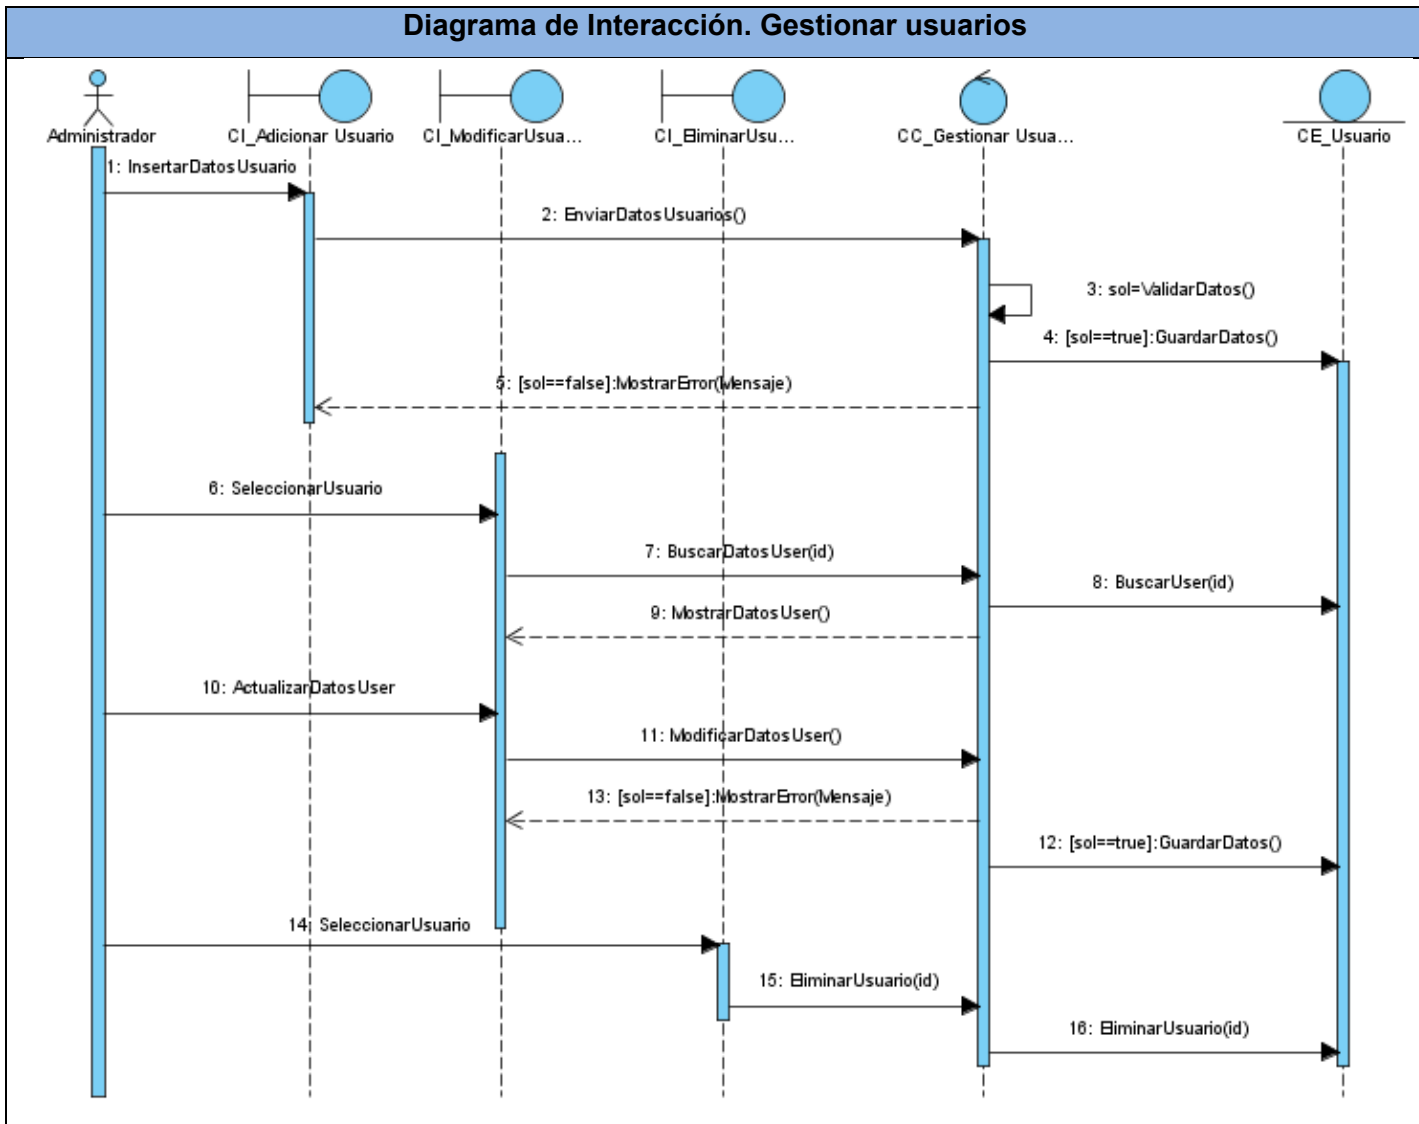 Diagrama de Interacción. Gestionar usuarios
Administrador
CI_Adicionar Usuario
CI_ModificarUsua...
CI_EliminarUsu...
CC_Gestionar Usua...
CE_Usuario
1: InsertarDatosUsuario
2: EnviarDatosUsuarios()
3: sol=ValidarDatos()
4: [sol==true]:GuardarDatos()
5: [sol==false]:MostrarError(Mensaje)
6: SeleccionarUsuario
7: BuscarDatosUser(id)
8: BuscarUser(id)
9: MostrarDatosUser()
10: ActualizarDatosUser
11: ModificarDatosUser()
13: [sol==false]:MostrarError(Mensaje)
12: [sol==true]:GuardarDatos()
14: SeleccionarUsuario
15: EliminarUsuario(id)
16: EliminarUsuario(id)